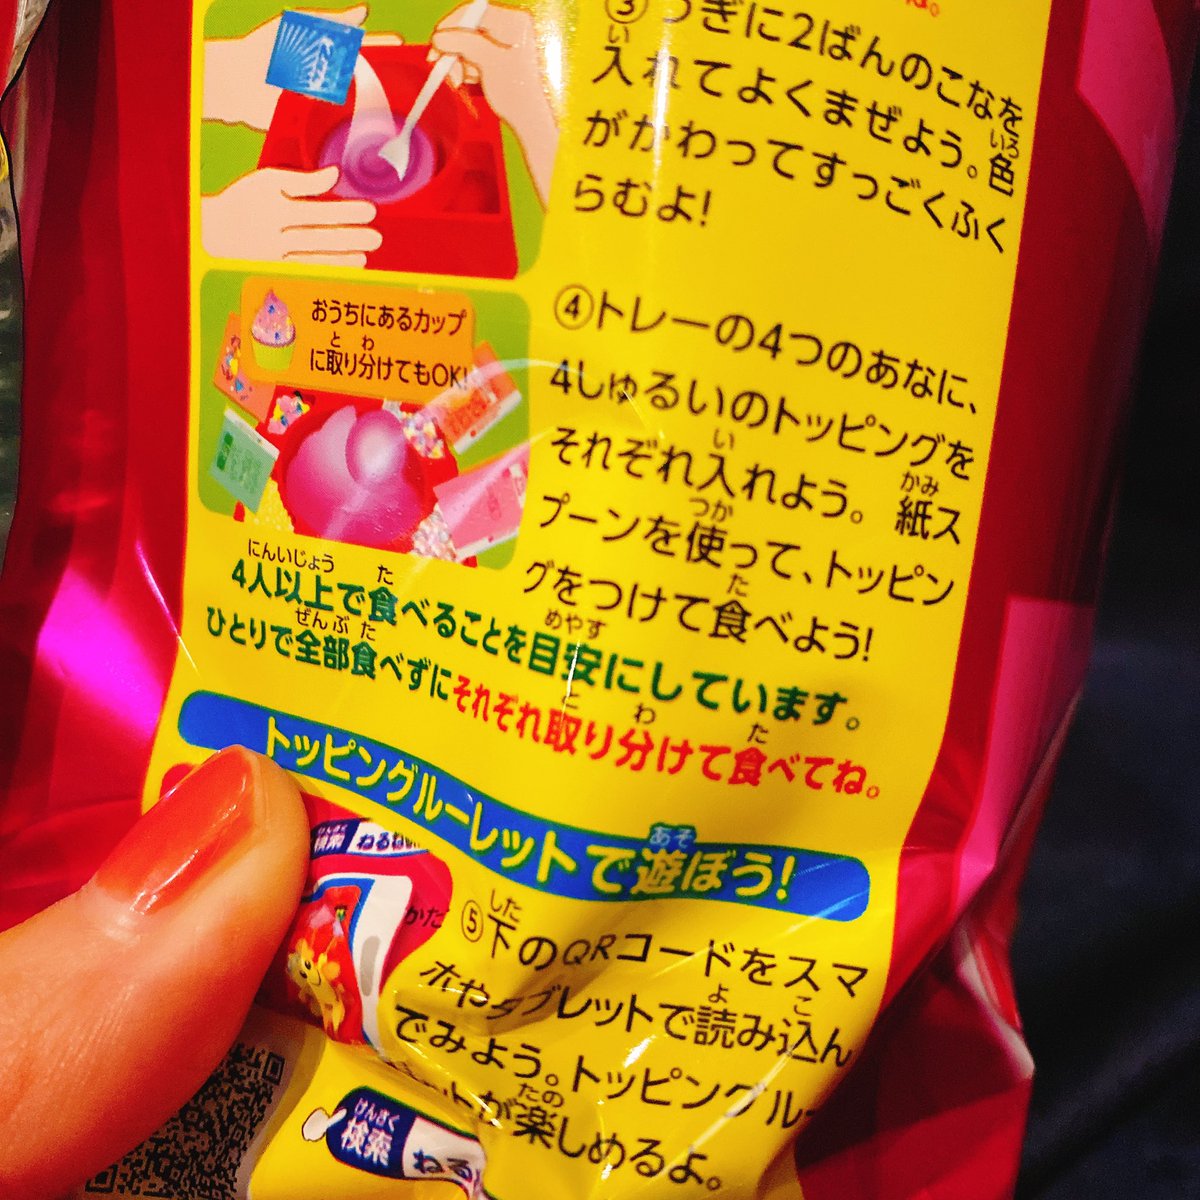 ③つぎに2ばんのこなを
入れてよくまぜよう。色
がかわってすっごくふく
らむよ!
おうちにあるカップ
に取り分けてもOK!
④トレーの4つのあなに、
4しゅるいのトッピングを
それぞれ入れよう。紙ス
プーンを使って、トッピン
グをつけて食べよう!
4人以上で食べることを目安にしています。
ひとりで全部食べずにそれぞれ取り分けて食べてね。
トッピングルーレットで遊ぼう!
検索 ねるね
⑤下のQRコードをスマ
ホやタブレットで読み込ん
でみよう。トッピングルー
が楽しめるよ。
検索 ねる